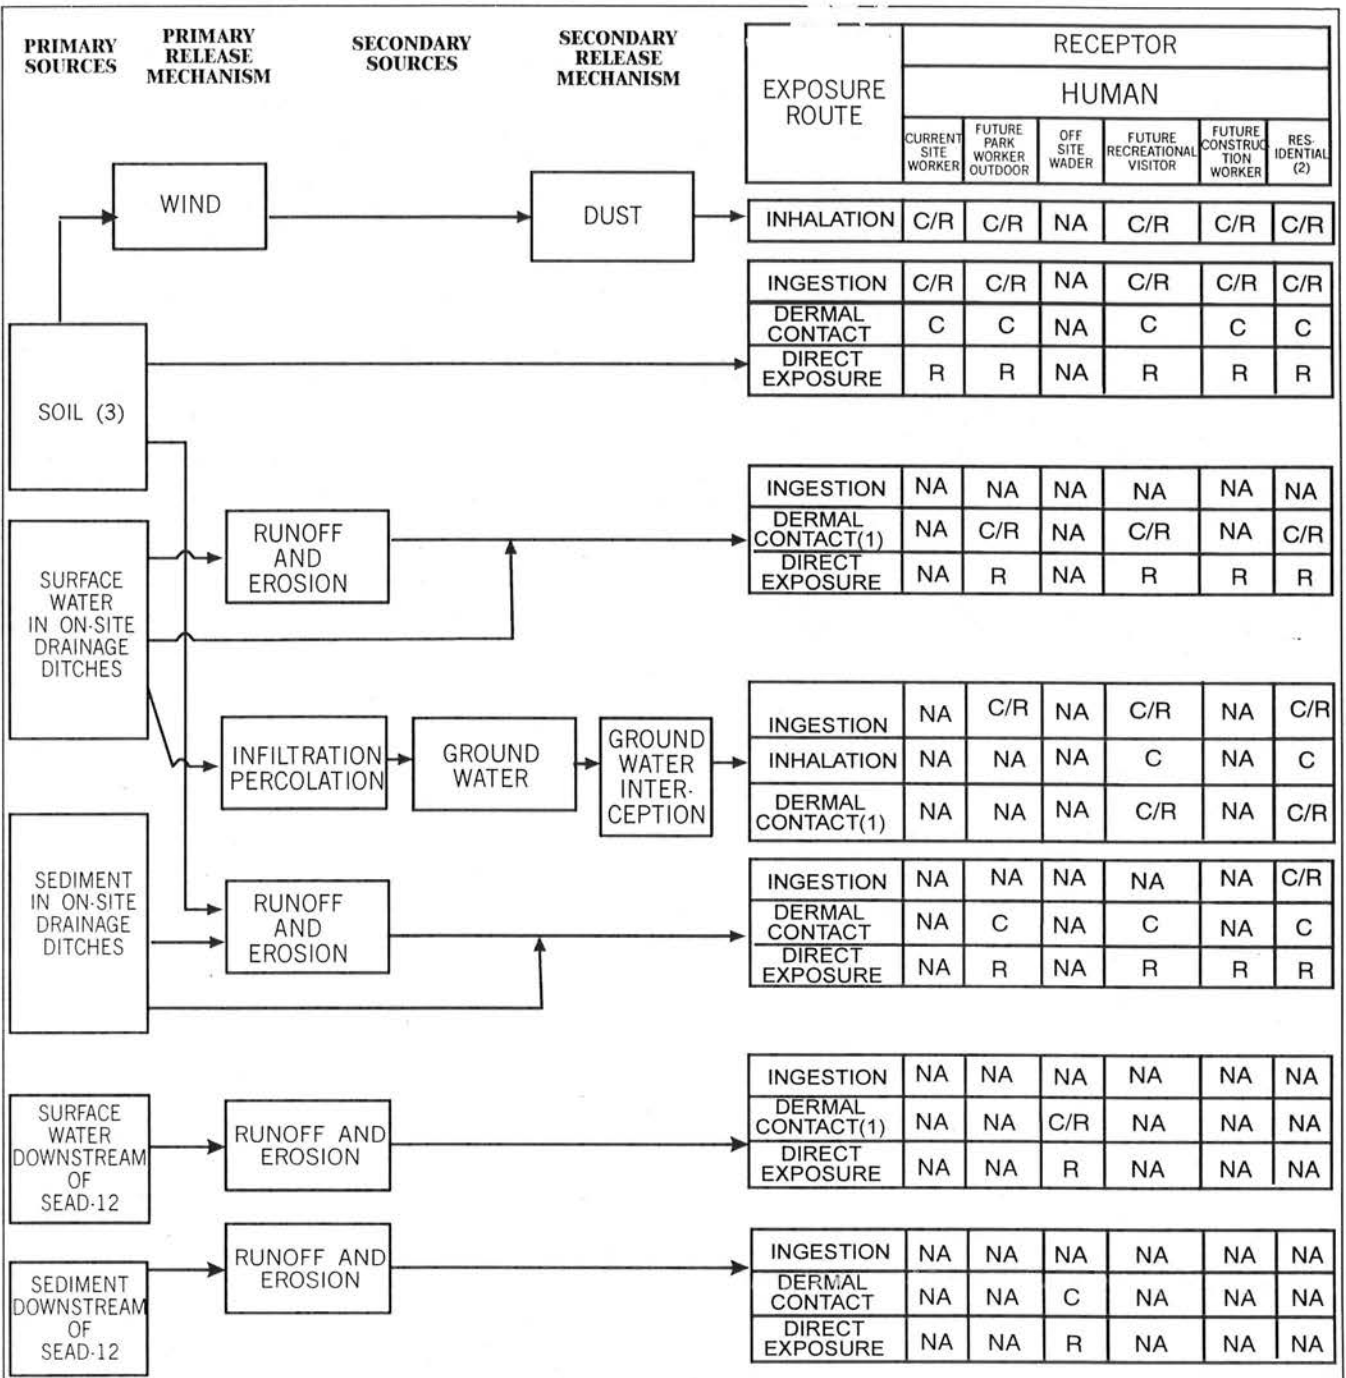 PRIMARY
SOURCES
PRIMARY
RELEASE
MECHANISM
SECONDARY
SOURCES
SECONDARY
RELEASE
MECHANISM
EXPOSURE
ROUTE
RECEPTOR
HUMAN
CURRENT
SITE
WORKER
FUTURE
PARK
WORKER
OUTDOOR
OFF
SITE
WADER
FUTURE
RECREATIONAL
VISITOR
FUTURE
CONSTRUC
TION
WORKER
RES-
IDENTIAL
(2)
WIND
DUST
INHALATION C/R C/R NA C/R C/R C/R
INGESTION C/R C/R NA C/R C/R C/R
DERMAL
CONTACT C C NA C C C
DIRECT
EXPOSURE R R NA R R R
SOIL (3)
INGESTION NA NA NA NA NA NA
DERMAL
CONTACT(1) NA C/R NA C/R NA C/R
DIRECT
EXPOSURE NA R NA R R R
RUNOFF
AND
EROSION
SURFACE
WATER
IN ON-SITE
DRAINAGE
DITCHES
INFILTRATION
PERCOLATION
GROUND
WATER
GROUND
WATER
INTER-
CEPTION
INGESTION NA C/R NA C/R NA C/R
INHALATION NA NA NA C NA C
DERMAL
CONTACT(1) NA NA NA C/R NA C/R
SEDIMENT
IN ON-SITE
DRAINAGE
DITCHES
RUNOFF
AND
EROSION
INGESTION NA NA NA NA NA C/R
DERMAL
CONTACT NA C NA C NA C
DIRECT
EXPOSURE NA R NA R R R
SURFACE
WATER
DOWNSTREAM
OF
SEAD-12
RUNOFF AND
EROSION
INGESTION NA NA NA NA NA NA
DERMAL
CONTACT(1) NA NA C/R NA NA NA
DIRECT
EXPOSURE NA NA R NA NA NA
SEDIMENT
DOWNSTREAM
OF
SEAD-12
RUNOFF AND
EROSION
INGESTION NA NA NA NA NA NA
DERMAL
CONTACT NA NA C NA NA NA
DIRECT
EXPOSURE NA NA R NA NA NA